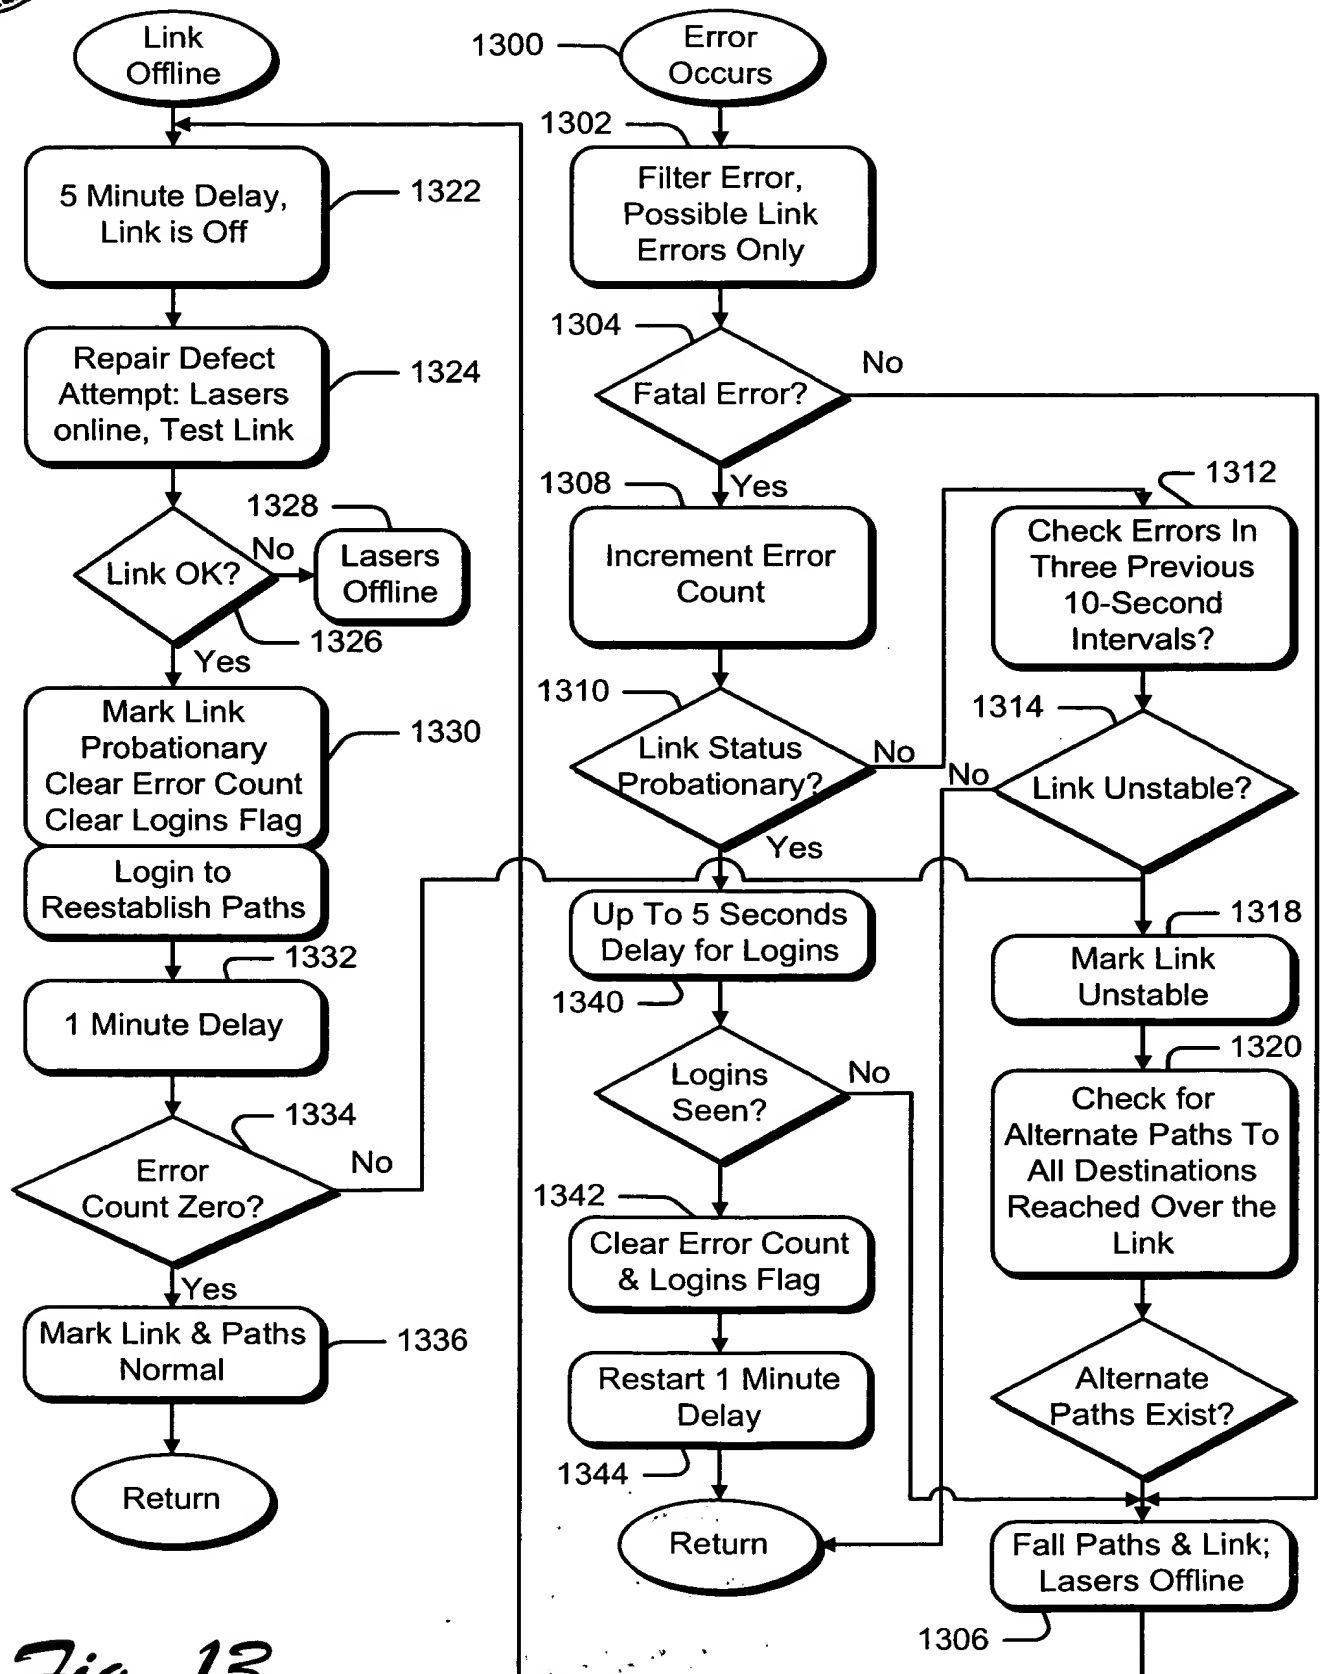 Link
Offline
5 Minute Delay,
Link is Off
1322
Repair Defect
Attempt: Lasers
online, Test Link
1324
Link OK?
1326
No
1328
Lasers
Offline
Yes
Mark Link
Probationary
Clear Error Count
Clear Logins Flag
1330
Login to
Reestablish Paths
1332
1 Minute Delay
1334
Error
Count Zero?
No
Yes
Mark Link & Paths
Normal
1336
Return
1300
Error
Occurs
1302
Filter Error,
Possible Link
Errors Only
1304
Fatal Error?
No
Yes
1308
Increment Error
Count
1310
Link Status
Probationary?
No
Yes
Up To 5 Seconds
Delay for Logins
1340
Logins
Seen?
No
1342
Clear Error Count
& Logins Flag
Restart 1 Minute
Delay
1344
Return
1312
Check Errors In
Three Previous
10-Second
Intervals?
1314
Link Unstable?
No
1318
Mark Link
Unstable
1320
Check for
Alternate Paths To
All Destinations
Reached Over the
Link
Alternate
Paths Exist?
Fall Paths & Link;
Lasers Offline
1306
Fig. 13